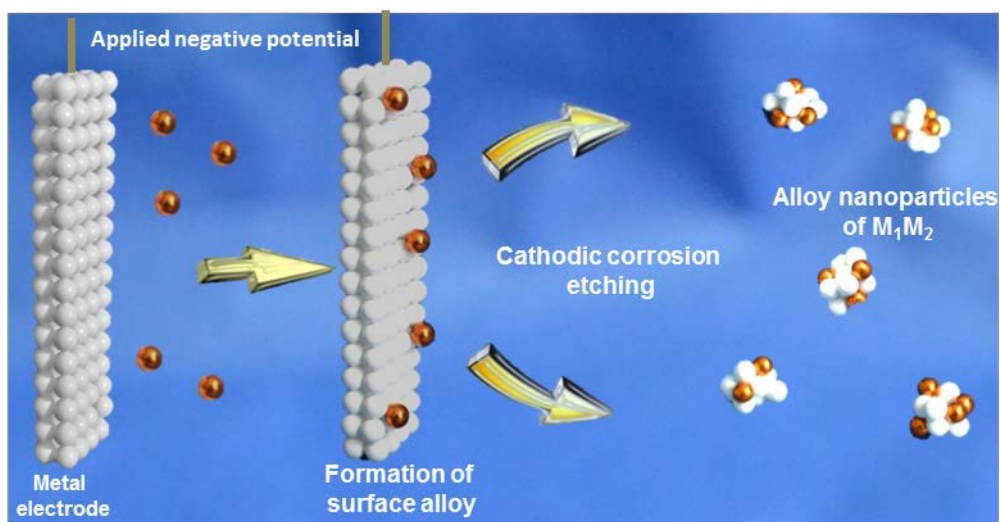 Applied negative potential
Metal
electrode
Formation of
surface alloy
Cathodic corrosion
etching
Alloy nanoparticles
of M₁M₂